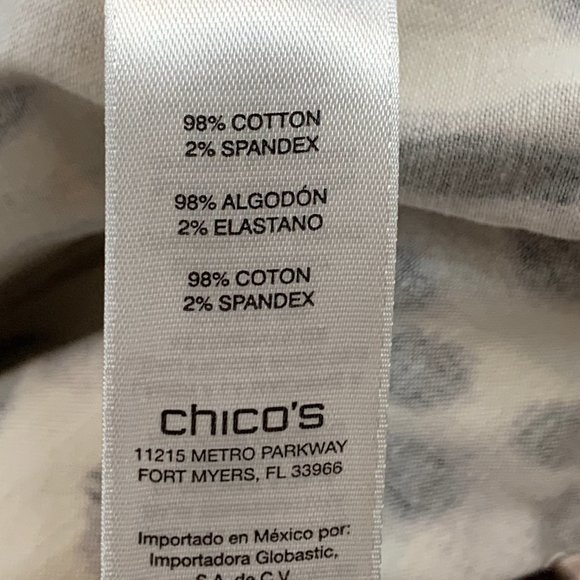 98% COTTON
2% SPANDEX
98% ALGODÓN
2% ELASTANO
98% COTON
2% SPANDEX
chico's
11215 METRO PARKWAY
FORT MYERS, FL 33966
Importado en México por:
Importadora Globastic,
S.A. de C.V.